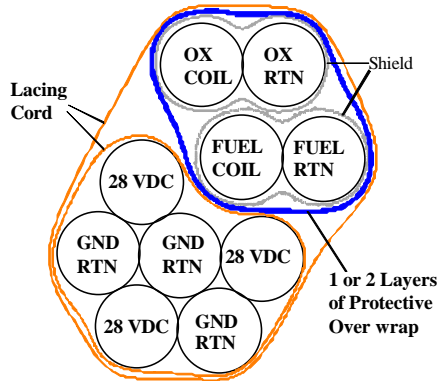 OX
COIL
OX
RTN
Shield
Lacing
Cord
FUEL
COIL
FUEL
RTN
28 VDC
GND
RTN
GND
RTN
28 VDC
28 VDC
GND
RTN
1 or 2 Layers
of Protective
Over wrap